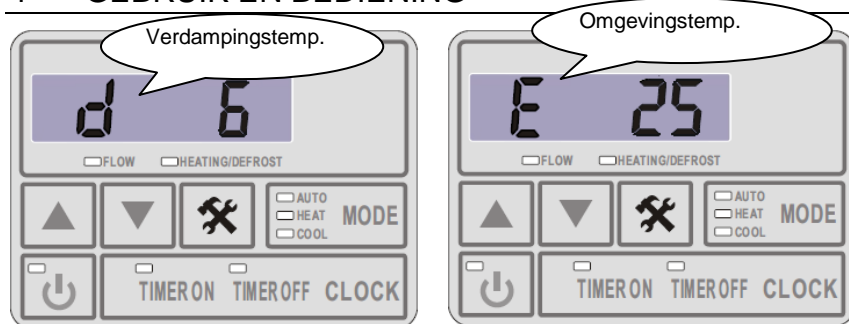 GEBRUIK EN BEDIENING
Verdampingstemp.
d 6
FLOW HEATING/DEFROST
AUTO
HEAT
COOL
MODE
TIMER ON TIMER OFF CLOCK
Omgevingstemp.
E 25
FLOW HEATING/DEFROST
AUTO
HEAT
COOL
MODE
TIMER ON TIMER OFF CLOCK